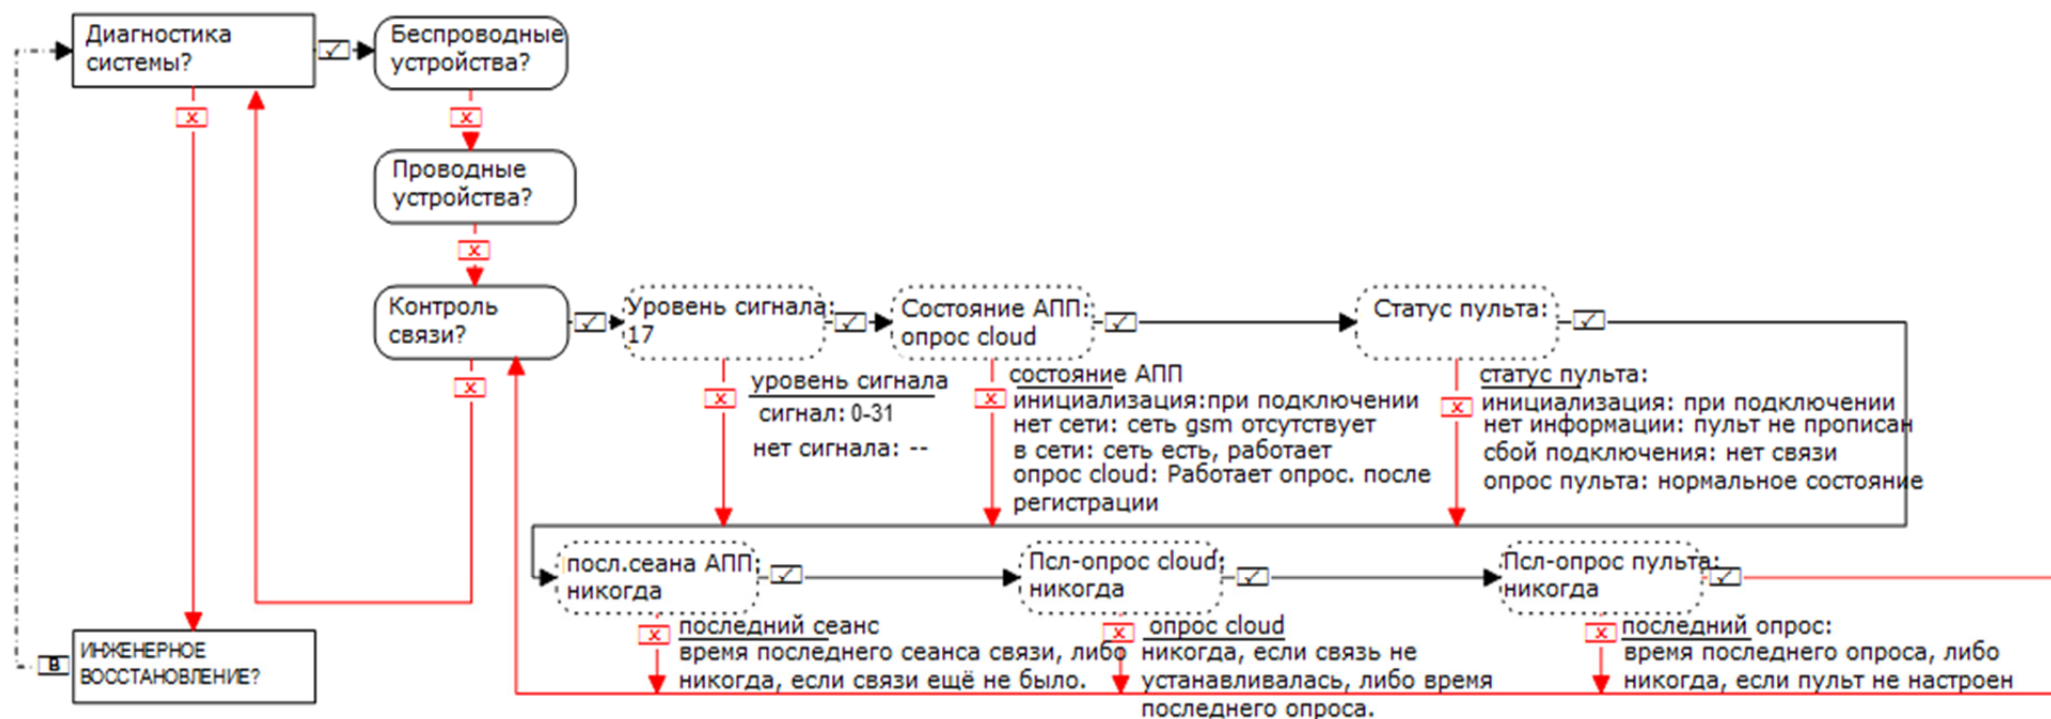 Диагностика
системы?
Беспроводные
устройства?
Проводные
устройства?
Контроль
связи?
Уровень сигнала:
17
Состояние АПП:
опрос cloud
Статус пульта:
уровень сигнала
сигнал: 0-31
нет сигнала: --
состояние АПП
инициализация:при подключении
нет сети: сеть gsm отсутствует
в сети: сеть есть, работает
опрос cloud: Работает опрос. после
регистрации
статус пульта:
инициализация: при подключении
нет информации: пульт не прописан
сбой подключения: нет связи
опрос пульта: нормальное состояние
посл.сеана АПП:
никогда
Псл-опрос cloud:
никогда
Псл-опрос пульта:
никогда
последний сеанс
время последнего сеанса связи, либо
никогда, если связи ещё не было.
опрос cloud
никогда, если связь не
устанавливалась, либо время
последнего опроса.
последний опрос:
время последнего опроса, либо
никогда, если пульт не настроен
В
ИНЖЕНЕРНОЕ
ВОССТАНОВЛЕНИЕ?